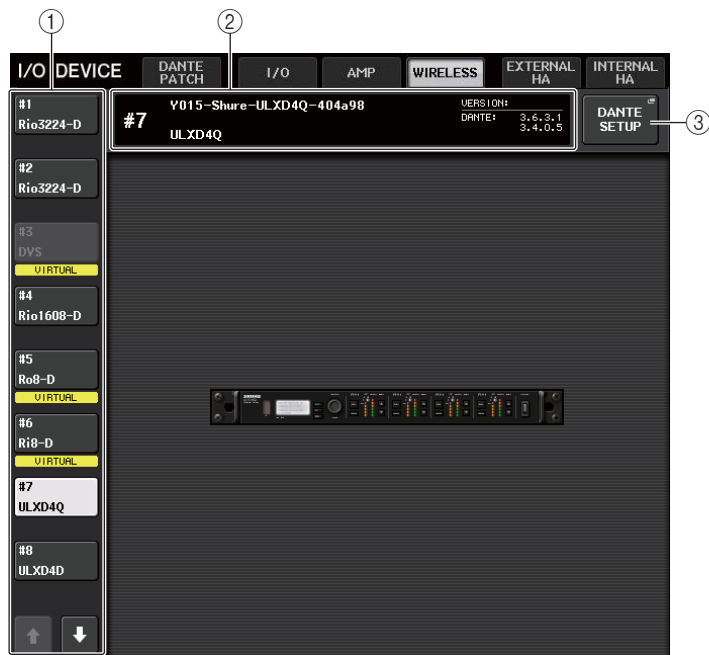 ① ②
I/O DEVICE
DANTE PATCH
I/O
AMP
WIRELESS
EXTERNAL HA
INTERNAL HA
#7
Y015-Shure-ULXD4Q-404a98
ULXD4Q
VERSION:
DANTE: 3.6.3.1
3.4.0.5
DANTE SETUP
③
#1
Rio3224-D
#2
Rio3224-D
#3
DVS
VIRTUAL
#4
Rio1608-D
#5
Ro8-D
VIRTUAL
#6
Ri8-D
VIRTUAL
#7
ULXD4Q
#8
ULXD4D